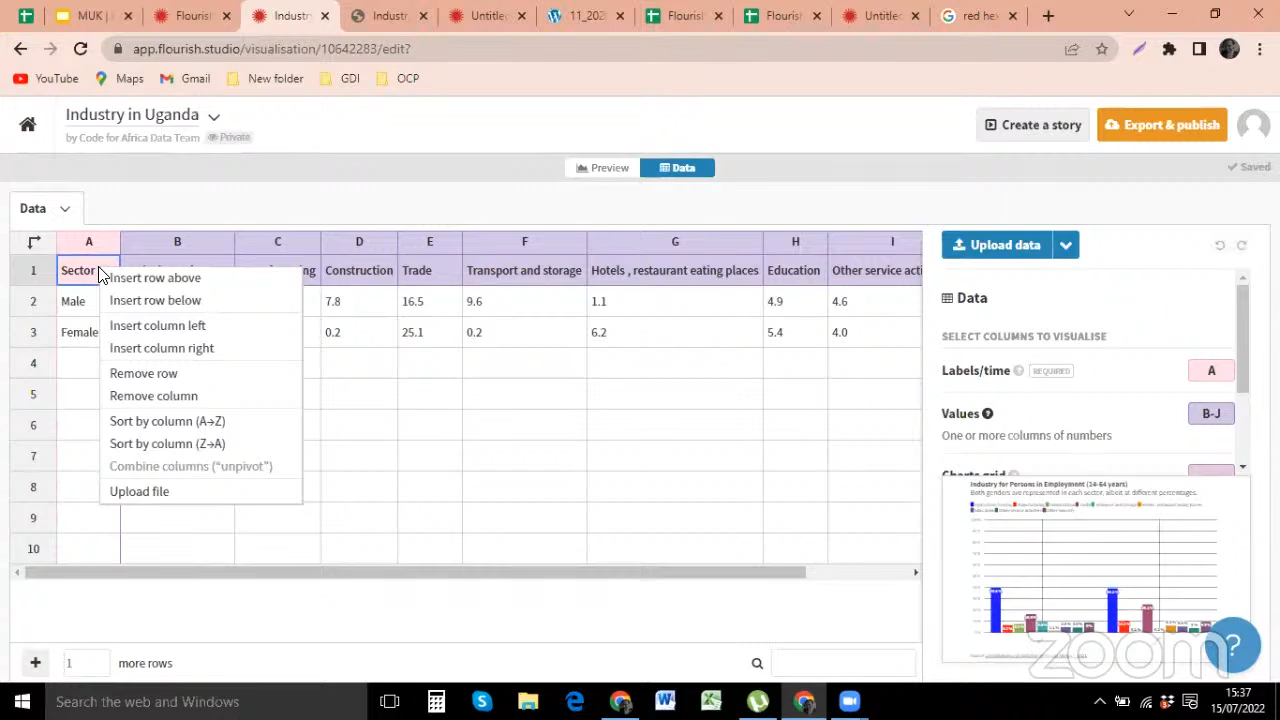 MUK |
Flourish
Industry
Industry
Untitle
11_202
Flourish
Flourish
Untitle
red he
app.flourish.studio/visualisation/10642283/edit?
YouTube Maps Gmail New folder GDI OCP
Industry in Uganda
by Code for Africa Data Team Private
Create a story
Export & publish
Preview Data
Saved
Data
A B C D E F G H I
1 Sector Construction Trade Transport and storage Hotels , restaurant eating places Education Other service acti
2 Male 7.8 16.5 9.6 1.1 4.9 4.6
3 Female 0.2 25.1 0.2 6.2 5.4 4.0
4
5
6
7
8
9
10
Insert row above
Insert row below
Insert column left
Insert column right
Remove row
Remove column
Sort by column (A→Z)
Sort by column (Z→A)
Combine columns (“unpivot”)
Upload file
Upload data
Data
SELECT COLUMNS TO VISUALISE
Labels/time REQUIRED A
Values B-J
One or more columns of numbers
Charts grid
Industry for Persons in Employment (14-64 years)
Both genders are represented in each sector, albeit at different percentages.
1 more rows
zoom
Search the web and Windows
15:37
15/07/2022